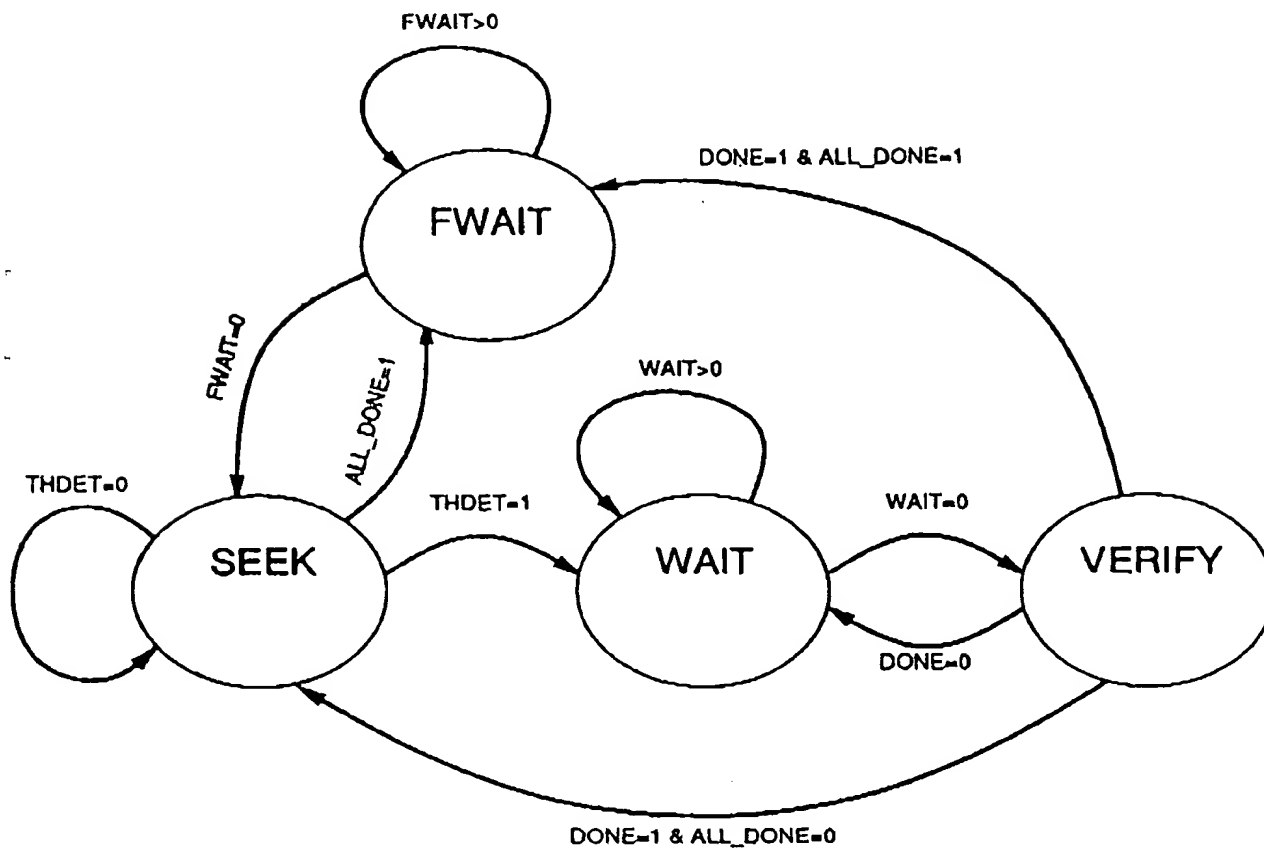 FWAIT>0
DONE=1 & ALL_DONE=1
FWAIT
FWAIT=0
ALL_DONE=1
WAIT>0
THDET=0
THDET=1
WAIT=0
SEEK
WAIT
VERIFY
DONE=0
DONE=1 & ALL_DONE=0